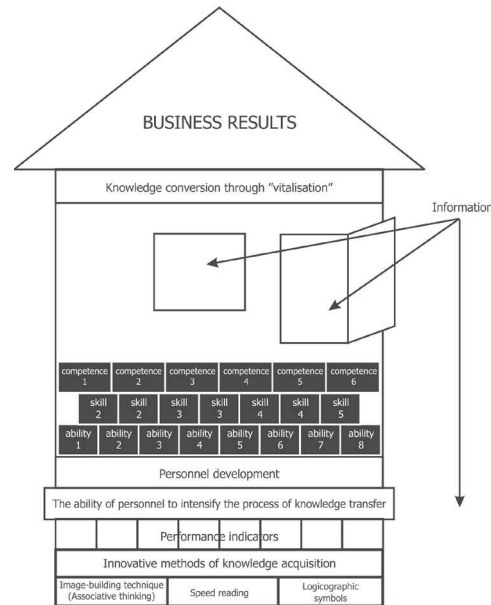 BUSINESS RESULTS
Knowledge conversion through "vitalisation"
Information
competence competence competence competence competence competence
1 2 3 4 5 6
skill skill skill skill skill skill skill
2 2 3 3 4 4 5
ability ability ability ability ability ability ability ability
1 2 3 4 5 6 7 8
Personnel development
The ability of personnel to intensify the process of knowledge transfer
Performance indicators
Innovative methods of knowledge acquisition
Image-building technique
(Associative thinking)
Speed reading
Logicographic
symbols